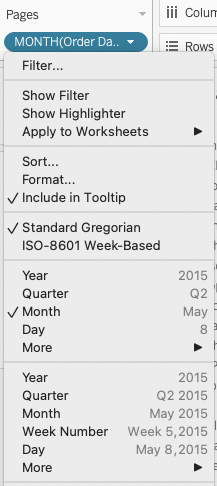 Pages
iii Colum
MONTH(Order Da..
Rows
Filter...
Show Filter
Show Highlighter
Apply to Worksheets
Sort...
Format...
✓ Include in Tooltip
✓ Standard Gregorian
ISO-8601 Week-Based
Year 2015
Quarter Q2
✓ Month May
Day 8
More
Year 2015
Quarter Q2 2015
Month May 2015
Week Number Week 5,2015
Day May 8,2015
More